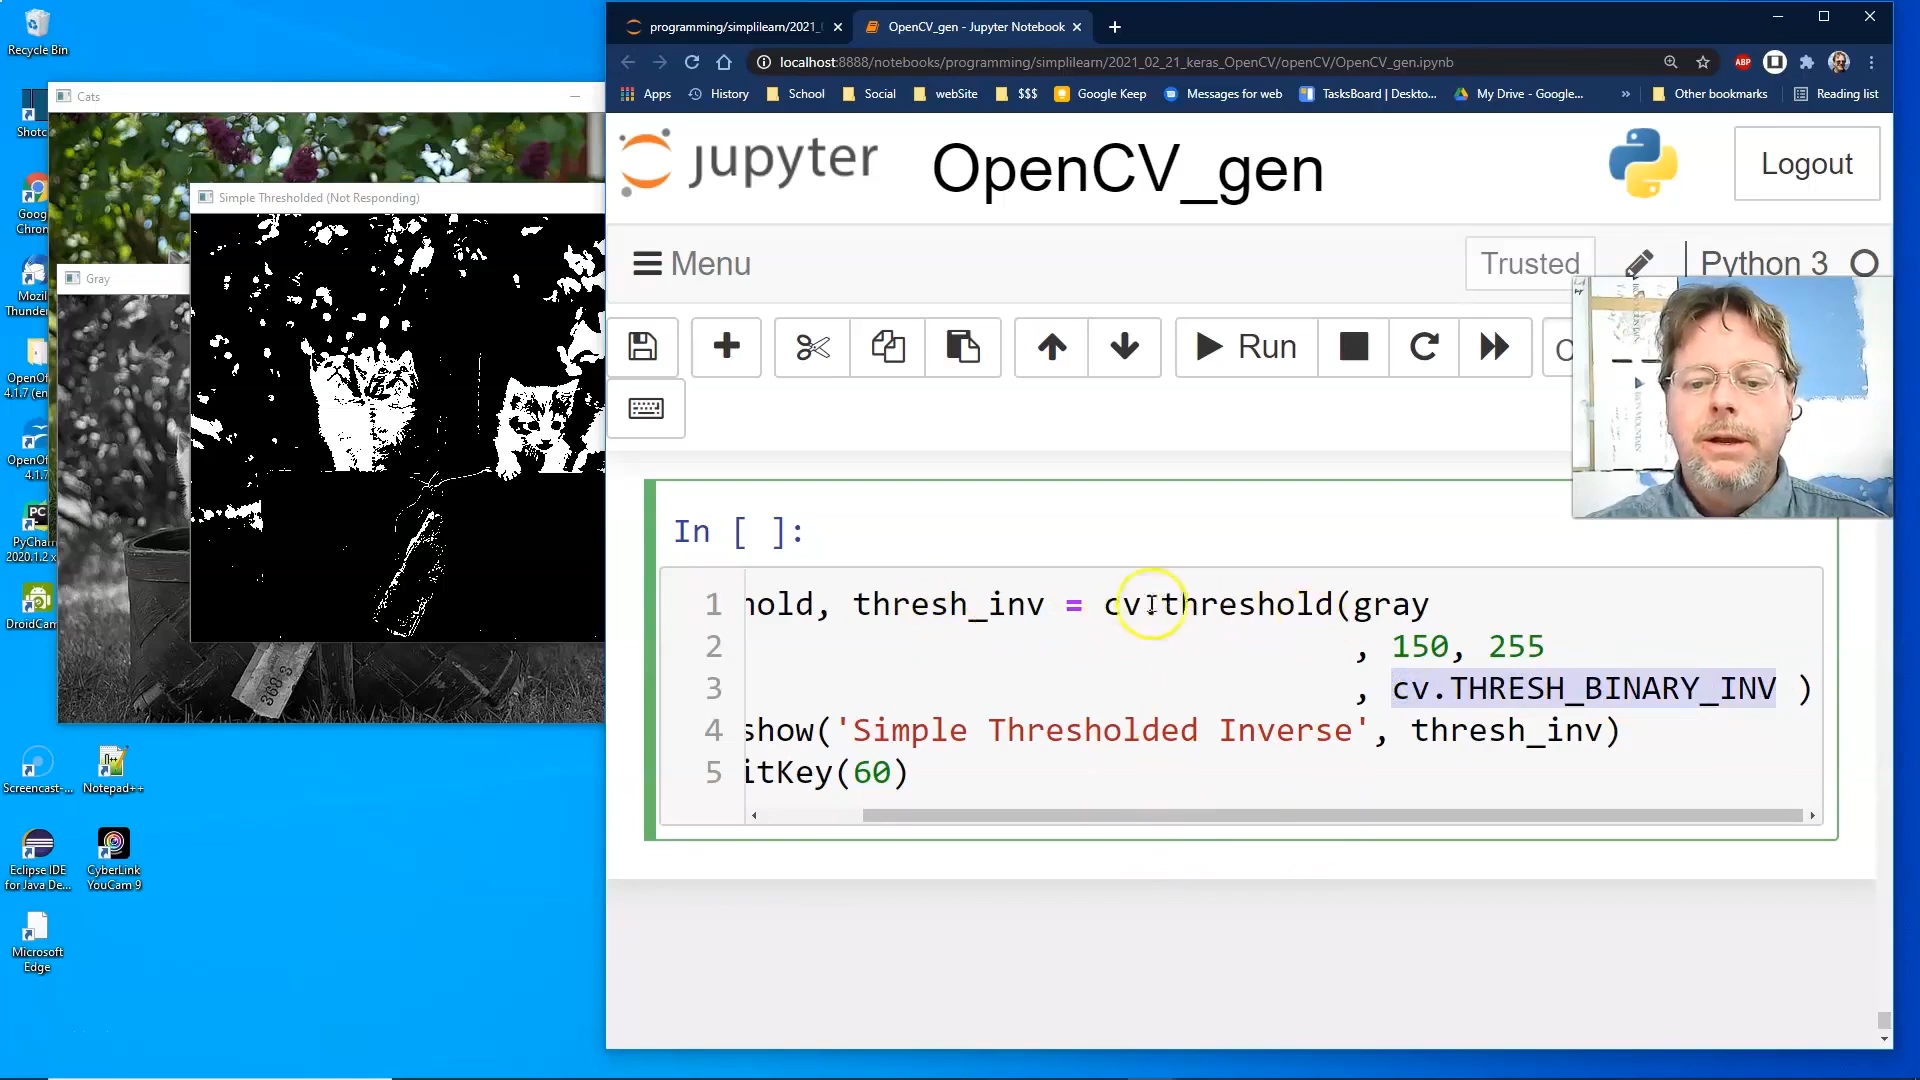 Recycle Bin
Shotc
Goog
Chron
Mozil
Thunder
OpenOf
4.1.7 (en
OpenO
4.1.7
PyCha
2020.1.2 x
DroidCam
Screencast-...
Notepad++
Eclipse IDE
for Java De...
CyberLink
YouCam 9
Microsoft
Edge
Cats
Simple Thresholded (Not Responding)
Gray
368 3
programming/simplilearn/2021_
OpenCV_gen - Jupyter Notebook
localhost:8888/notebooks/programming/simplilearn/2021_02_21_keras_OpenCV/openCV/OpenCV_gen.ipynb
ABP
Apps
History
School
Social
webSite
$$$
Google Keep
Messages for web
TasksBoard | Deskto...
My Drive - Google...
»
Other bookmarks
Reading list
jupyter
OpenCV_gen
Logout
Menu
Trusted
Python 3
Run
In [ ]:
1 hold, thresh_inv = cv.threshold(gray
2 , 150, 255
3 , cv.THRESH_BINARY_INV )
4 show('Simple Thresholded Inverse', thresh_inv)
5 itKey(60)